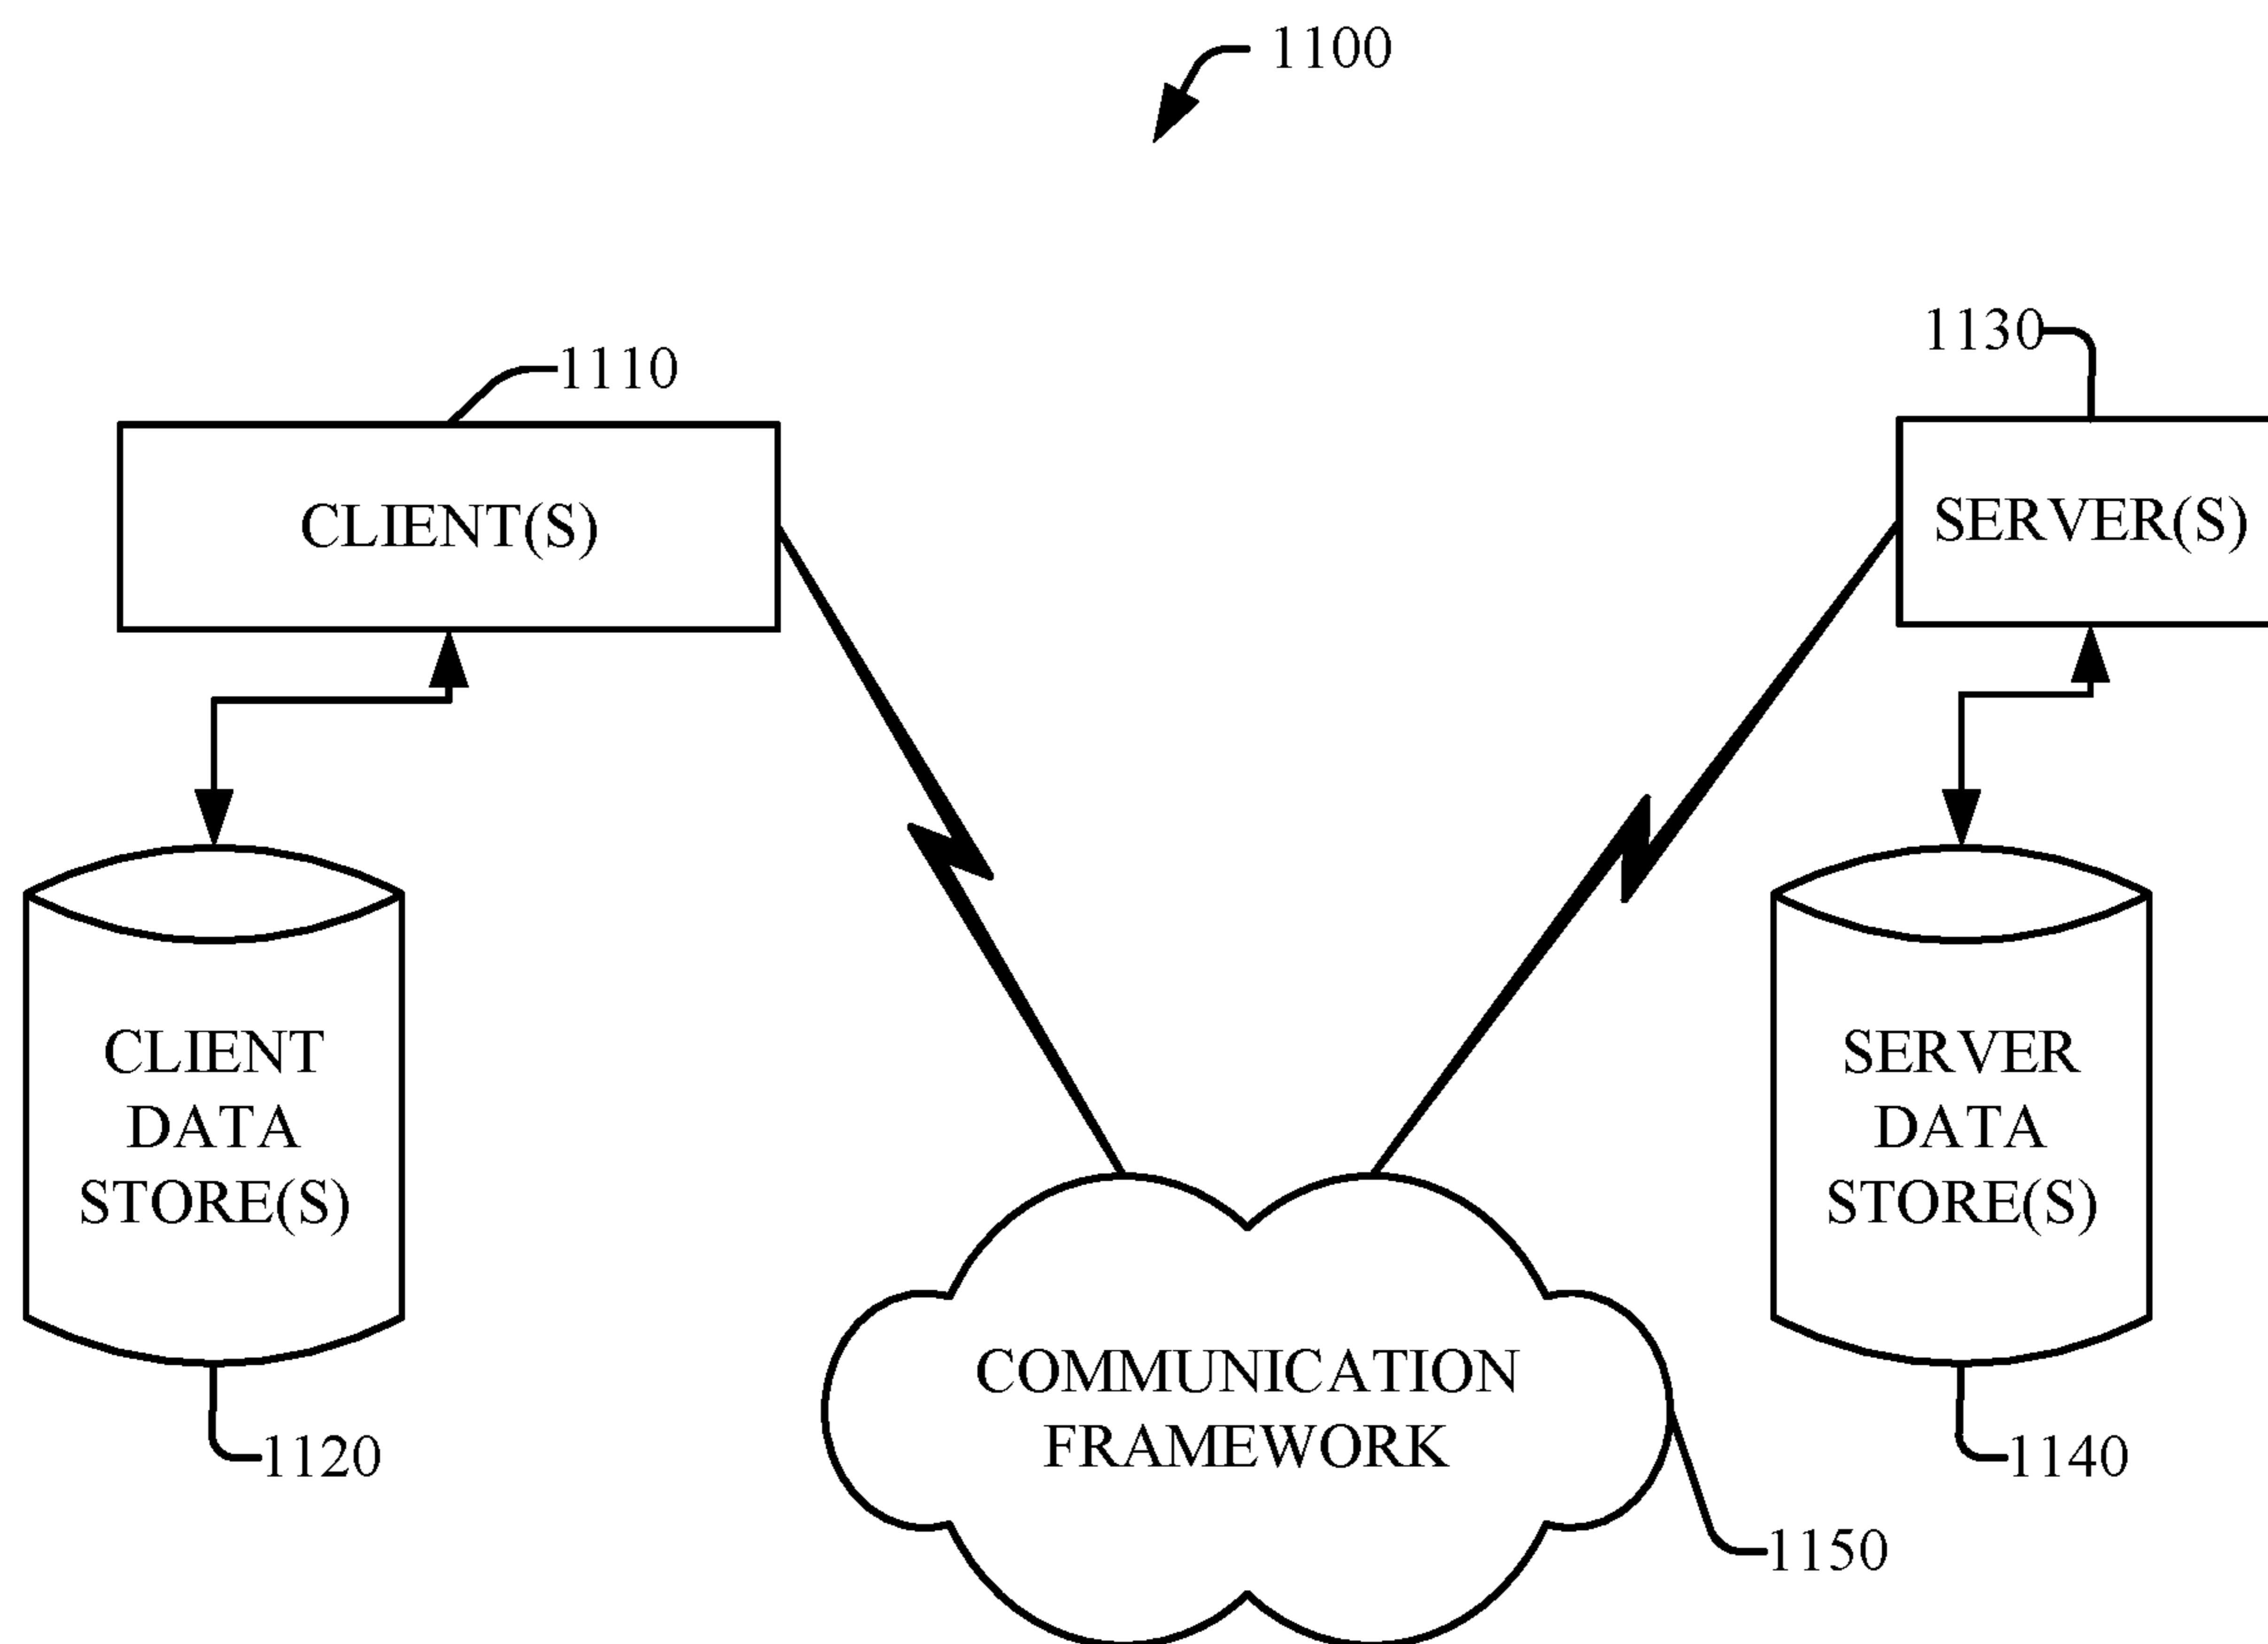 1100
1130
1110
CLIENT(S)
SERVER(S)
CLIENT
DATA
STORE(S)
SERVER
DATA
STORE(S)
COMMUNICATION
FRAMEWORK
1120
1140
1150